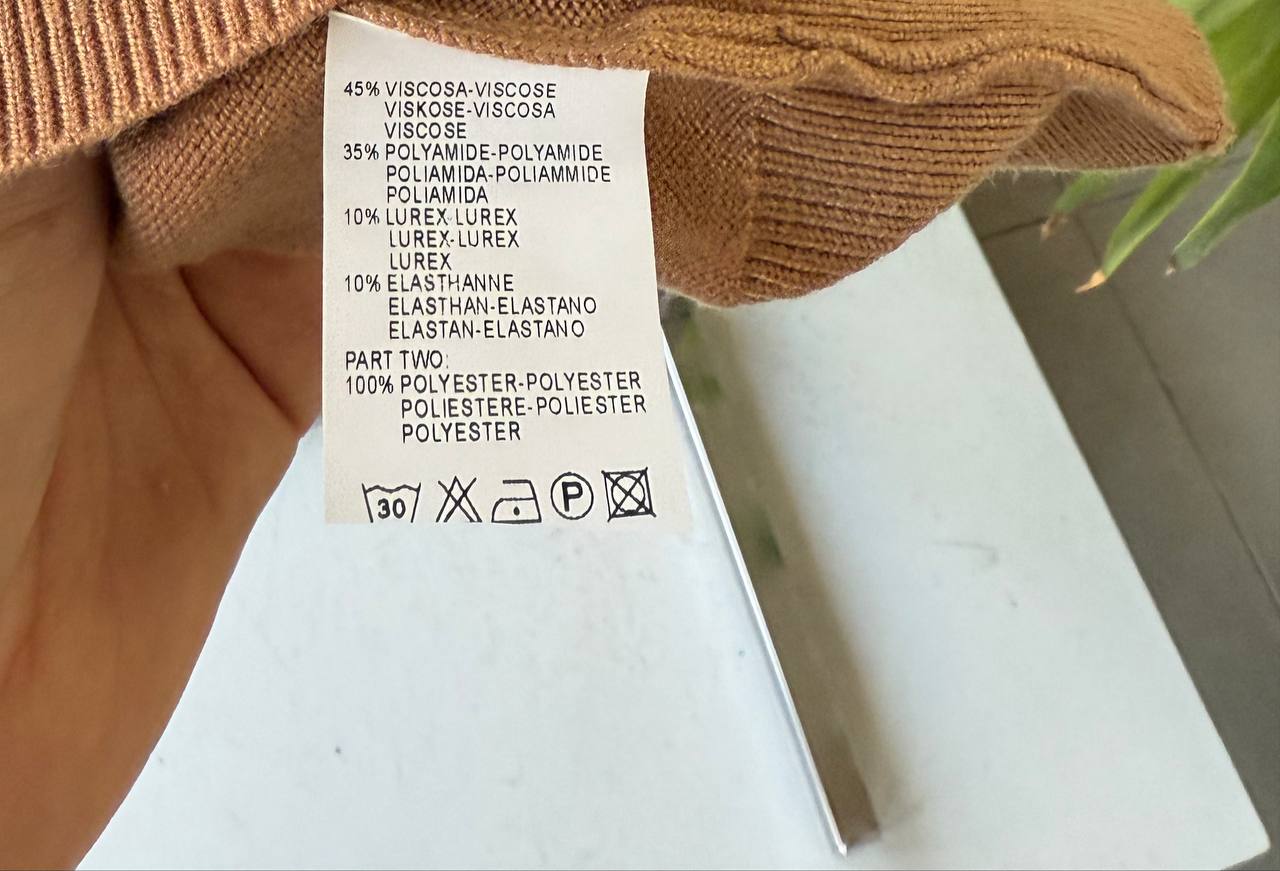 45% VISCOSA-VISCOSE
VISKOSE-VISCOSA
VISCOSE
35% POLYAMIDE-POLYAMIDE
POLIAMIDA-POLIAMMIDE
POLIAMIDA
10% LUREX-LUREX
LUREX-LUREX
LUREX
10% ELASTHANNE
ELASTHAN-ELASTANO
ELASTAN-ELASTANO
PART TWO:
100% POLYESTER-POLYESTER
POLIESTERE-POLIESTER
POLYESTER
30 P